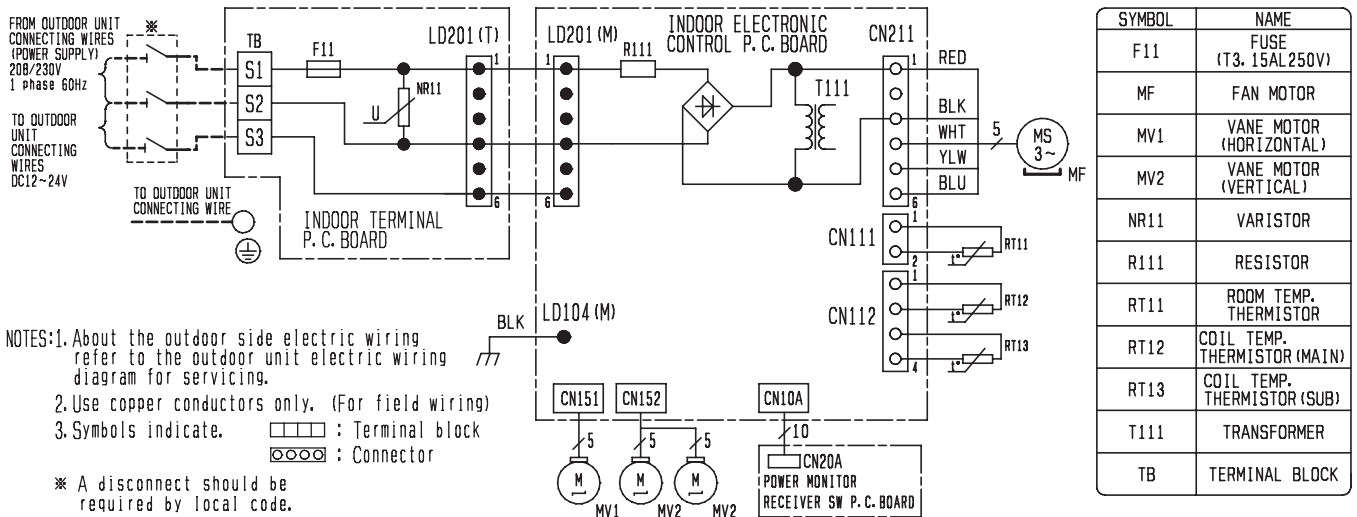 FROM OUTDOOR UNIT
CONNECTING WIRES
(POWER SUPPLY)
208/230V
1 phase 60Hz
TO OUTDOOR
UNIT
CONNECTING
WIRES
DC12~24V
※
TB
S1
S2
S3
F11
U
NR11
LD201(T)
1
6
TO OUTDOOR UNIT
CONNECTING WIRE
INDOOR TERMINAL
P.C.BOARD
LD201(M)
1
6
R111
INDOOR ELECTRONIC
CONTROL P.C.BOARD
T111
CN211
1
6
RED
BLK
WHT
YLW
BLU
5
MS
3~
MF
CN111
1
2
t°
RT11
CN112
1
4
t°
RT12
t°
RT13
BLK
LD104(M)
CN151
CN152
CN10A
5
5
5
10
M
M
M
MV1
MV2
MV2
CN20A
POWER MONITOR
RECEIVER SW P.C.BOARD
NOTES:1. About the outdoor side electric wiring
refer to the outdoor unit electric wiring
diagram for servicing.
2. Use copper conductors only. (For field wiring)
3. Symbols indicate.
: Terminal block
: Connector
※ A disconnect should be
required by local code.
SYMBOL NAME
F11 FUSE
(T3.15AL250V)
MF FAN MOTOR
MV1 VANE MOTOR
(HORIZONTAL)
MV2 VANE MOTOR
(VERTICAL)
NR11 VARISTOR
R111 RESISTOR
RT11 ROOM TEMP.
THERMISTOR
RT12 COIL TEMP.
THERMISTOR(MAIN)
RT13 COIL TEMP.
THERMISTOR(SUB)
T111 TRANSFORMER
TB TERMINAL BLOCK